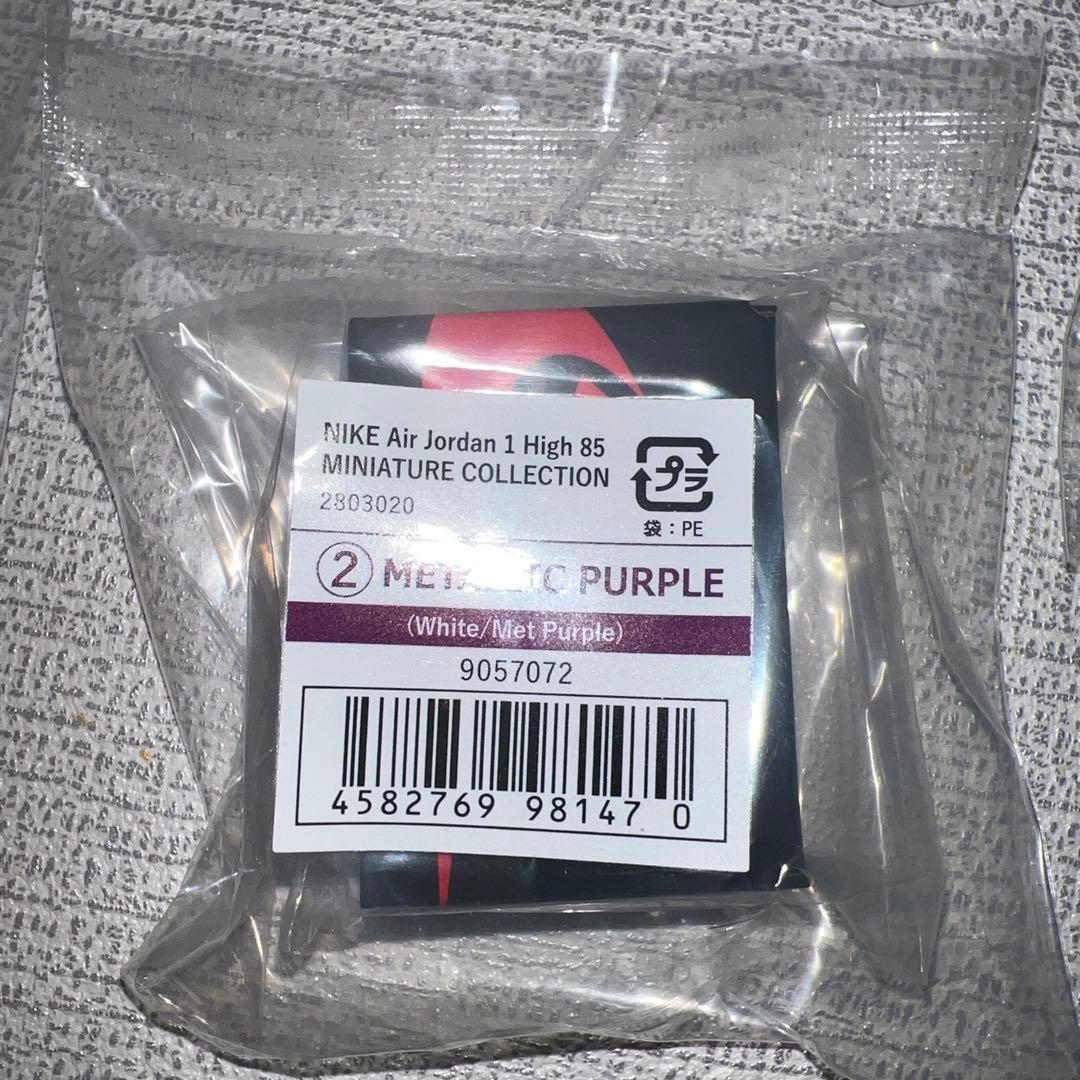 NIKE Air Jordan 1 High 85
MINIATURE COLLECTION
2803020
プラ
袋：PE
② METALLIC PURPLE
(White/Met Purple)
9057072
4582769 98147 0